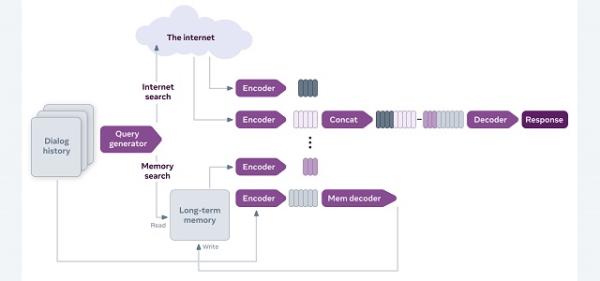 The internet
Internet
search
Encoder
Encoder
Concat
Decoder
Response
Dialog
history
Query
generator
Memory
search
Encoder
Read
Long-term
memory
Encoder
Mem decoder
Write